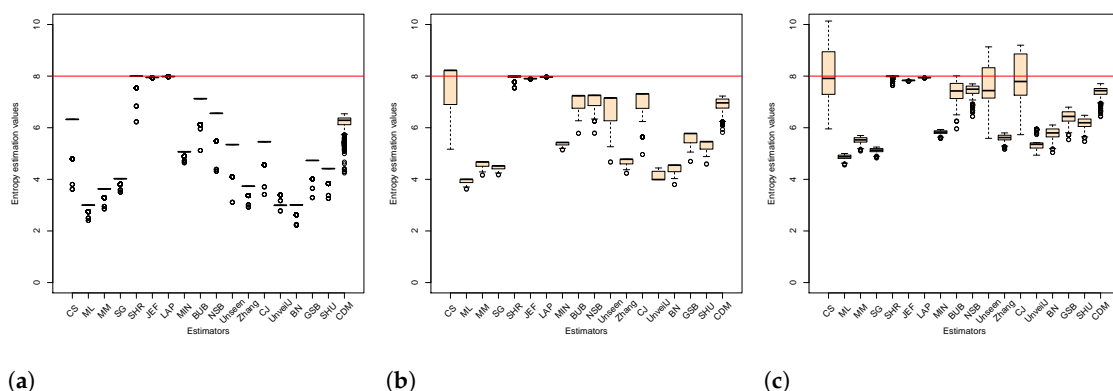 10
8
6
4
2
0
Entropy estimation values
CS ML MM SG SHR JEF LAP MIN BUB NSB Unseen Zhang CJ UnveilJ BN GSB SHU CDM
Estimators
(a)
10
8
6
4
2
0
Entropy estimation values
CS ML MM SG SHR JEF LAP MIN BUB NSB Unseen Zhang CJ UnveilJ BN GSB SHU CDM
Estimators
(b)
10
8
6
4
2
0
Entropy estimation values
CS ML MM SG SHR JEF LAP MIN BUB NSB Unseen Zhang CJ UnveilJ BN GSB SHU CDM
Estimators
(c)